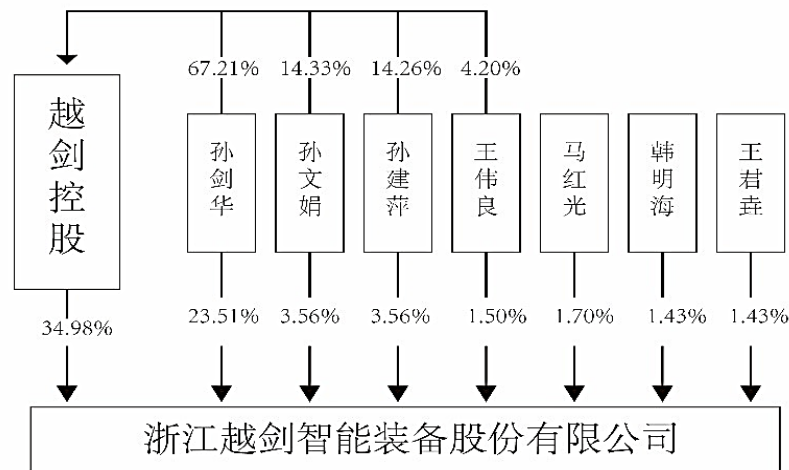 67.21% 14.33% 14.26% 4.20%
越剑控股
孙剑华
孙文娟
孙建萍
王伟良
马红光
韩明海
王君垚
34.98%
23.51% 3.56% 3.56% 1.50% 1.70% 1.43% 1.43%
浙江越剑智能装备股份有限公司